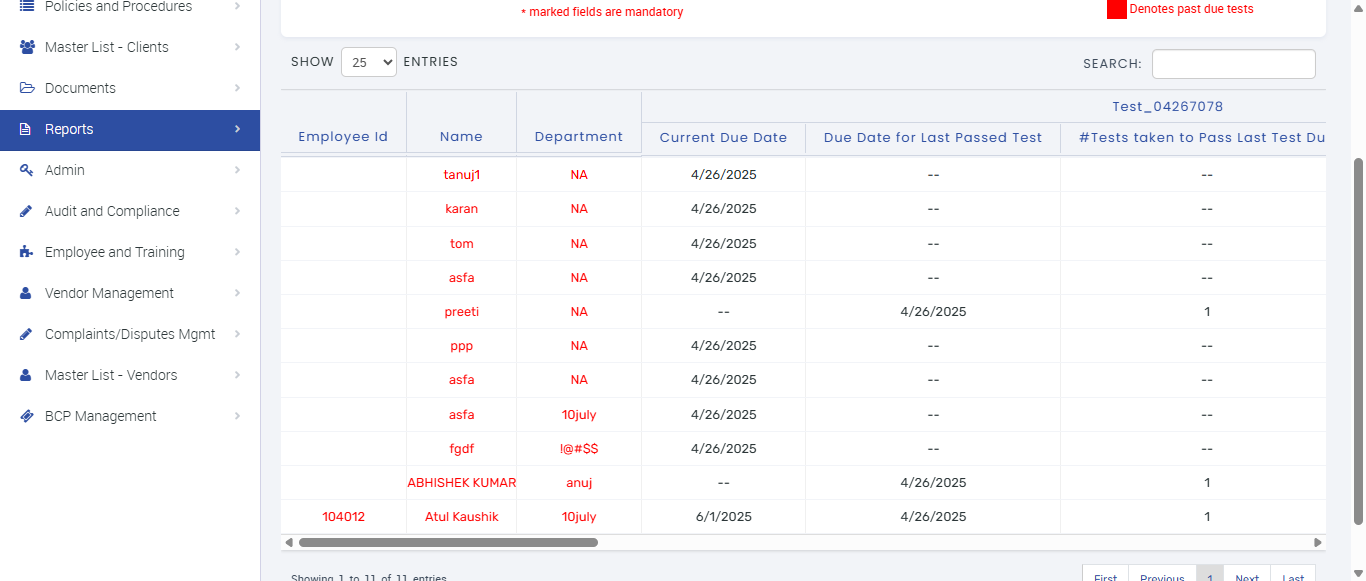 Policies and Procedures
Master List - Clients
Documents
Reports
Admin
Audit and Compliance
Employee and Training
Vendor Management
Complaints/Disputes Mgmt
Master List - Vendors
BCP Management
* marked fields are mandatory
Denotes past due tests
SHOW 25 ENTRIES
SEARCH:
Test_04267078
Employee Id Name Department Current Due Date Due Date for Last Passed Test #Tests taken to Pass Last Test Du
tanuj1 NA 4/26/2025 -- --
karan NA 4/26/2025 -- --
tom NA 4/26/2025 -- --
asfa NA 4/26/2025 -- --
preeti NA -- 4/26/2025 1
ppp NA 4/26/2025 -- --
asfa NA 4/26/2025 -- --
asfa 10july 4/26/2025 -- --
fgdf !@#$$ 4/26/2025 -- --
ABHISHEK KUMAR anuj -- 4/26/2025 1
104012 Atul Kaushik 10july 6/1/2025 4/26/2025 1
Showing 1 to 11 of 11 entries
First Previous 1 Next Last